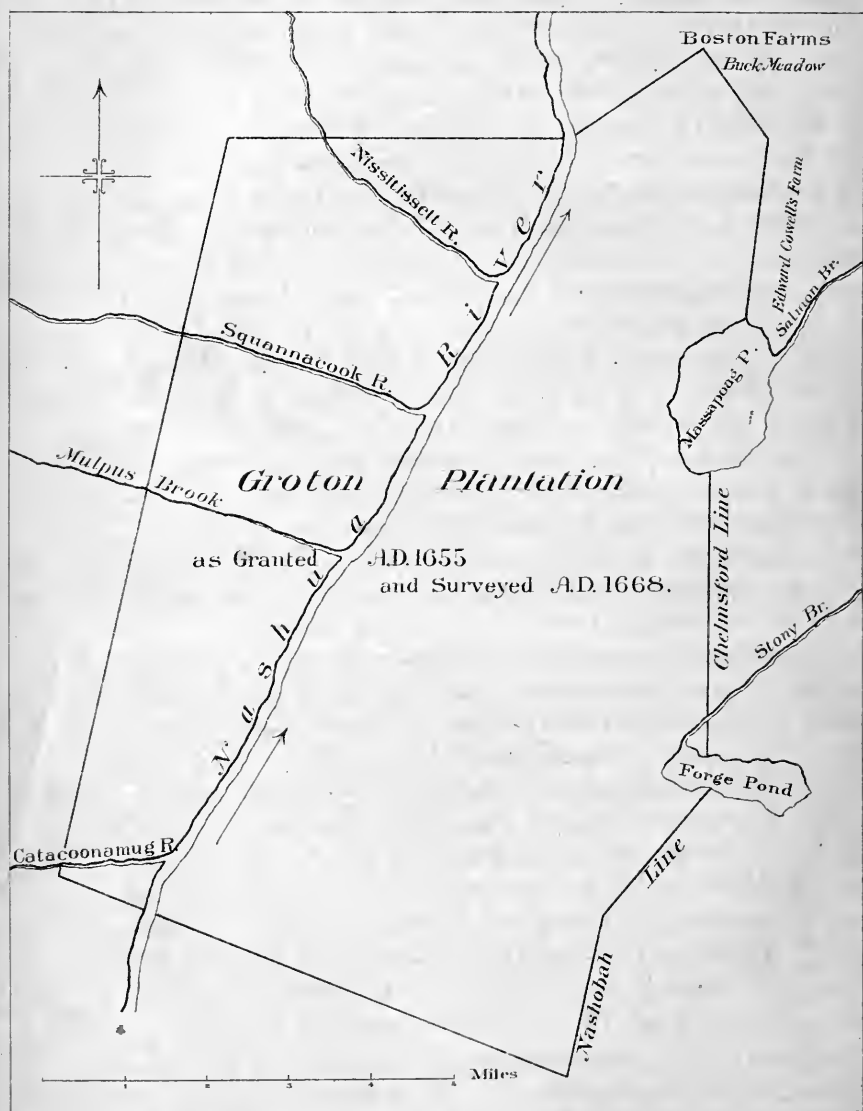 Boston Farms
Buck Meadow
Nissitissett R.
Edward Cowell's Farm
Salmon Br.
Squannacook R.
Massapoag P.
Mulpus Brook
Groton Plantation
as Granted A.D. 1655
and Surveyed A.D. 1668.
Chelmsford Line
Stony Br.
Nashua River
Forge Pond
Catacoonamug R.
Nashobah Line
1 2 3 4 Miles